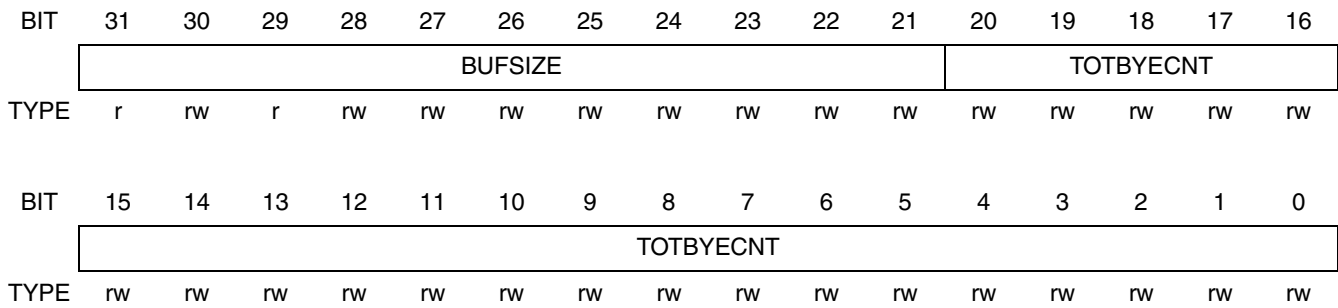 BIT 31 30 29 28 27 26 25 24 23 22 21 20 19 18 17 16
BUFSIZE TOTBYECNT
TYPE r rw r rw rw rw rw rw rw rw rw rw rw rw rw rw
BIT 15 14 13 12 11 10 9 8 7 6 5 4 3 2 1 0
TOTBYECNT
TYPE rw rw rw rw rw rw rw rw rw rw rw rw rw rw rw rw